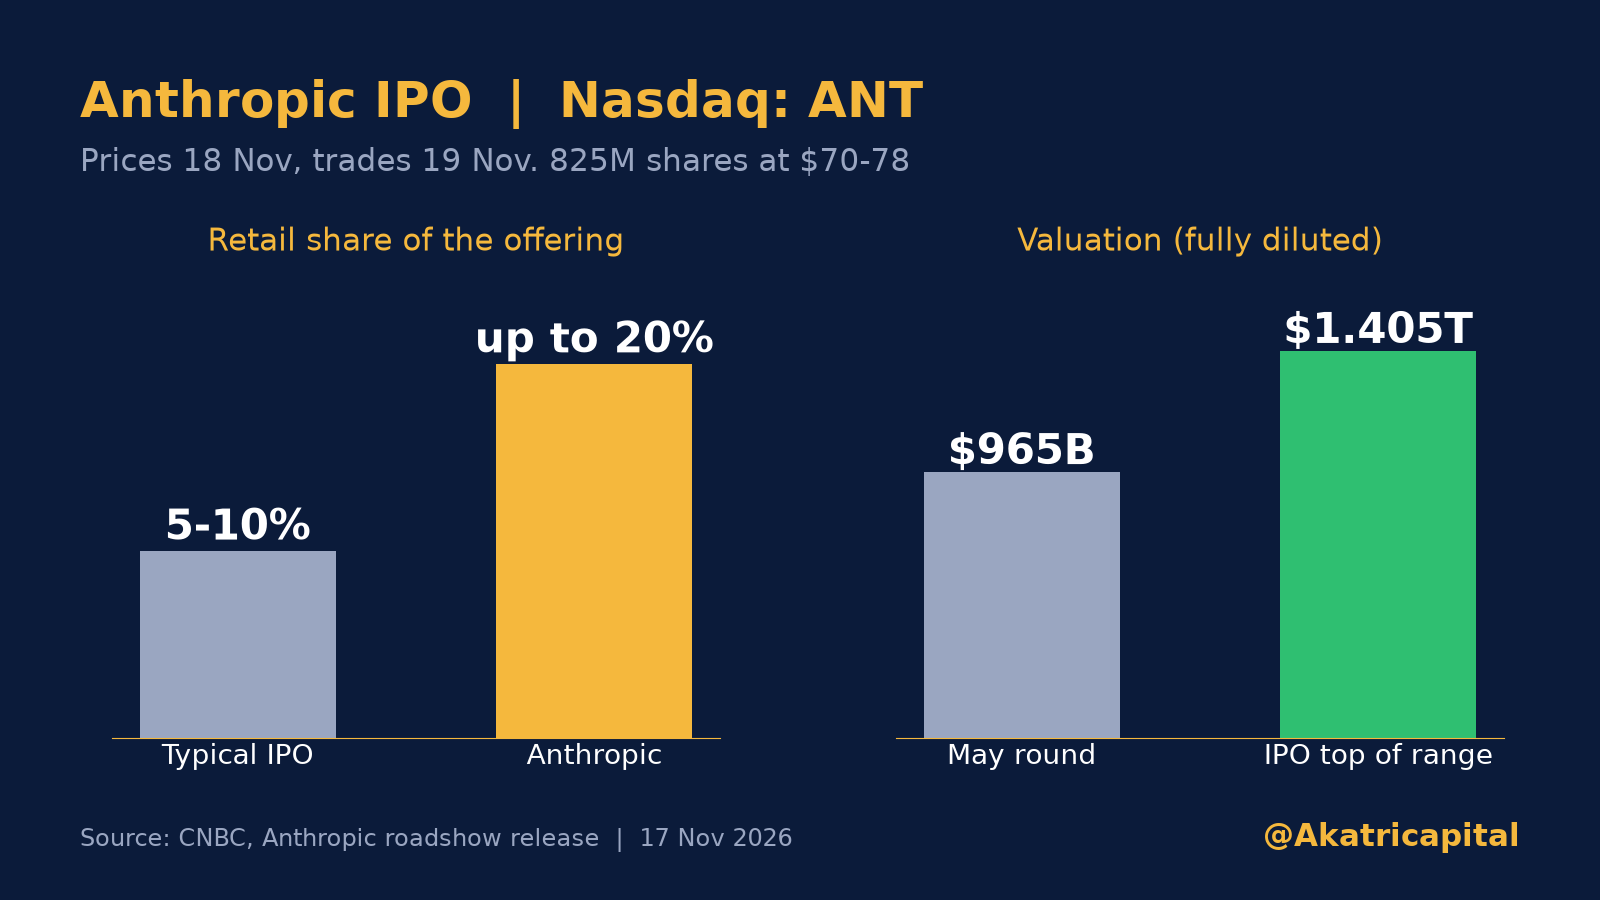 Anthropic IPO | Nasdaq: ANT
Prices 18 Nov, trades 19 Nov. 825M shares at $70-78
Retail share of the offering
up to 20%
5-10%
Typical IPO
Anthropic
Valuation (fully diluted)
$1.405T
$965B
May round
IPO top of range
Source: CNBC, Anthropic roadshow release | 17 Nov 2026
@Akatricapital